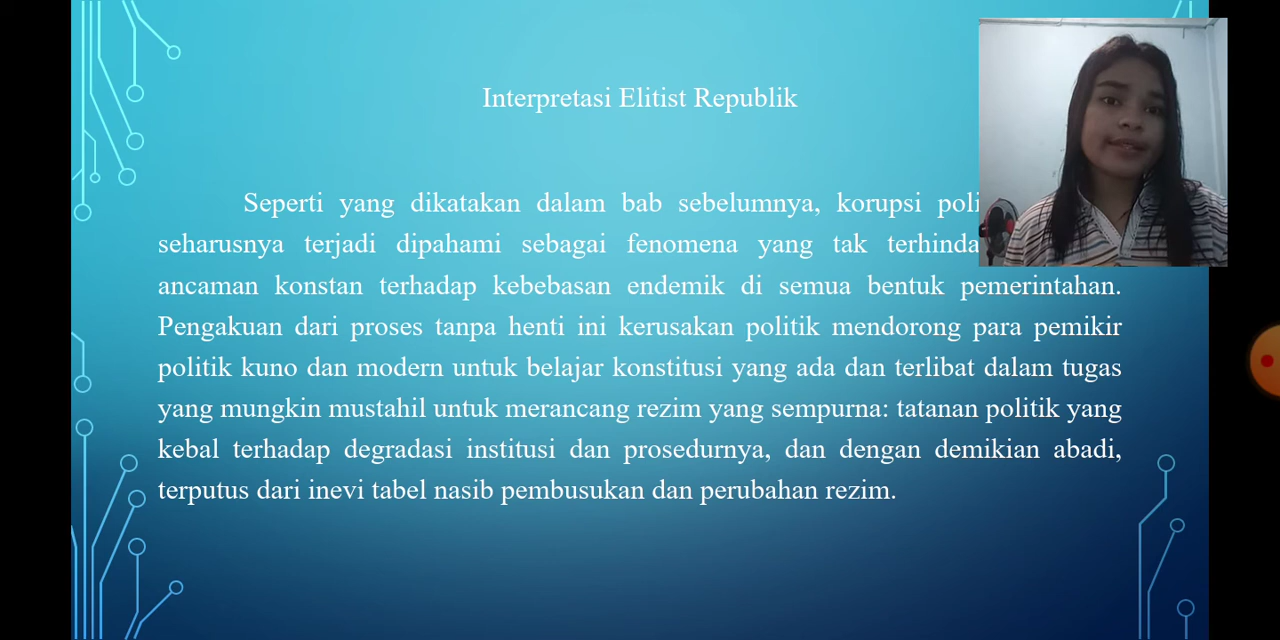 Interpretasi Elitist Republik
Seperti yang dikatakan dalam bab sebelumnya, korupsi
seharusnya terjadi dipahami sebagai fenomena yang tak
ancaman konstan terhadap kebebasan endemik di semua bentuk pemerintahan.
Pengakuan dari proses tanpa henti ini kerusakan politik mendorong para pemikir
politik kuno dan modern untuk belajar konstitusi yang ada dan terlibat dalam tugas
yang mungkin mustahil untuk merancang rezim yang sempurna: tatanan politik yang
kebal terhadap degradasi institusi dan prosedurnya, dan dengan demikian abadi,
terputus dari inevi tabel nasib pembusukan dan perubahan rezim.